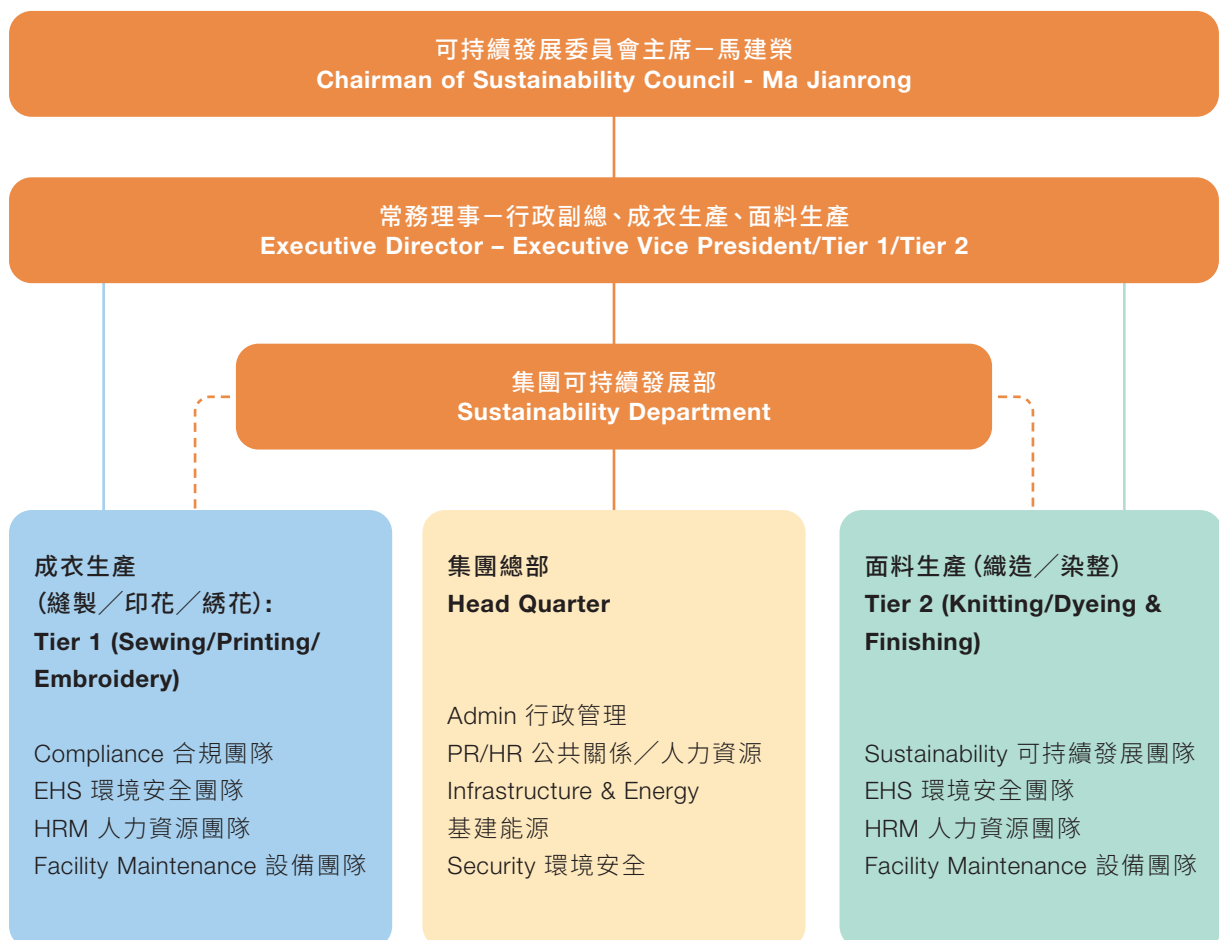 可持續發展委員會主席－馬建榮
Chairman of Sustainability Council - Ma Jianrong
常務理事－行政副總、成衣生產、面料生產
Executive Director – Executive Vice President/Tier 1/Tier 2
集團可持續發展部
Sustainability Department
成衣生產
（縫製／印花／綉花）：
Tier 1 (Sewing/Printing/
Embroidery)
Compliance 合規團隊
EHS 環境安全團隊
HRM 人力資源團隊
Facility Maintenance 設備團隊
集團總部
Head Quarter
Admin 行政管理
PR/HR 公共關係／人力資源
Infrastructure & Energy
基建能源
Security 環境安全
面料生產（織造／染整）
Tier 2 (Knitting/Dyeing &
Finishing)
Sustainability 可持續發展團隊
EHS 環境安全團隊
HRM 人力資源團隊
Facility Maintenance 設備團隊